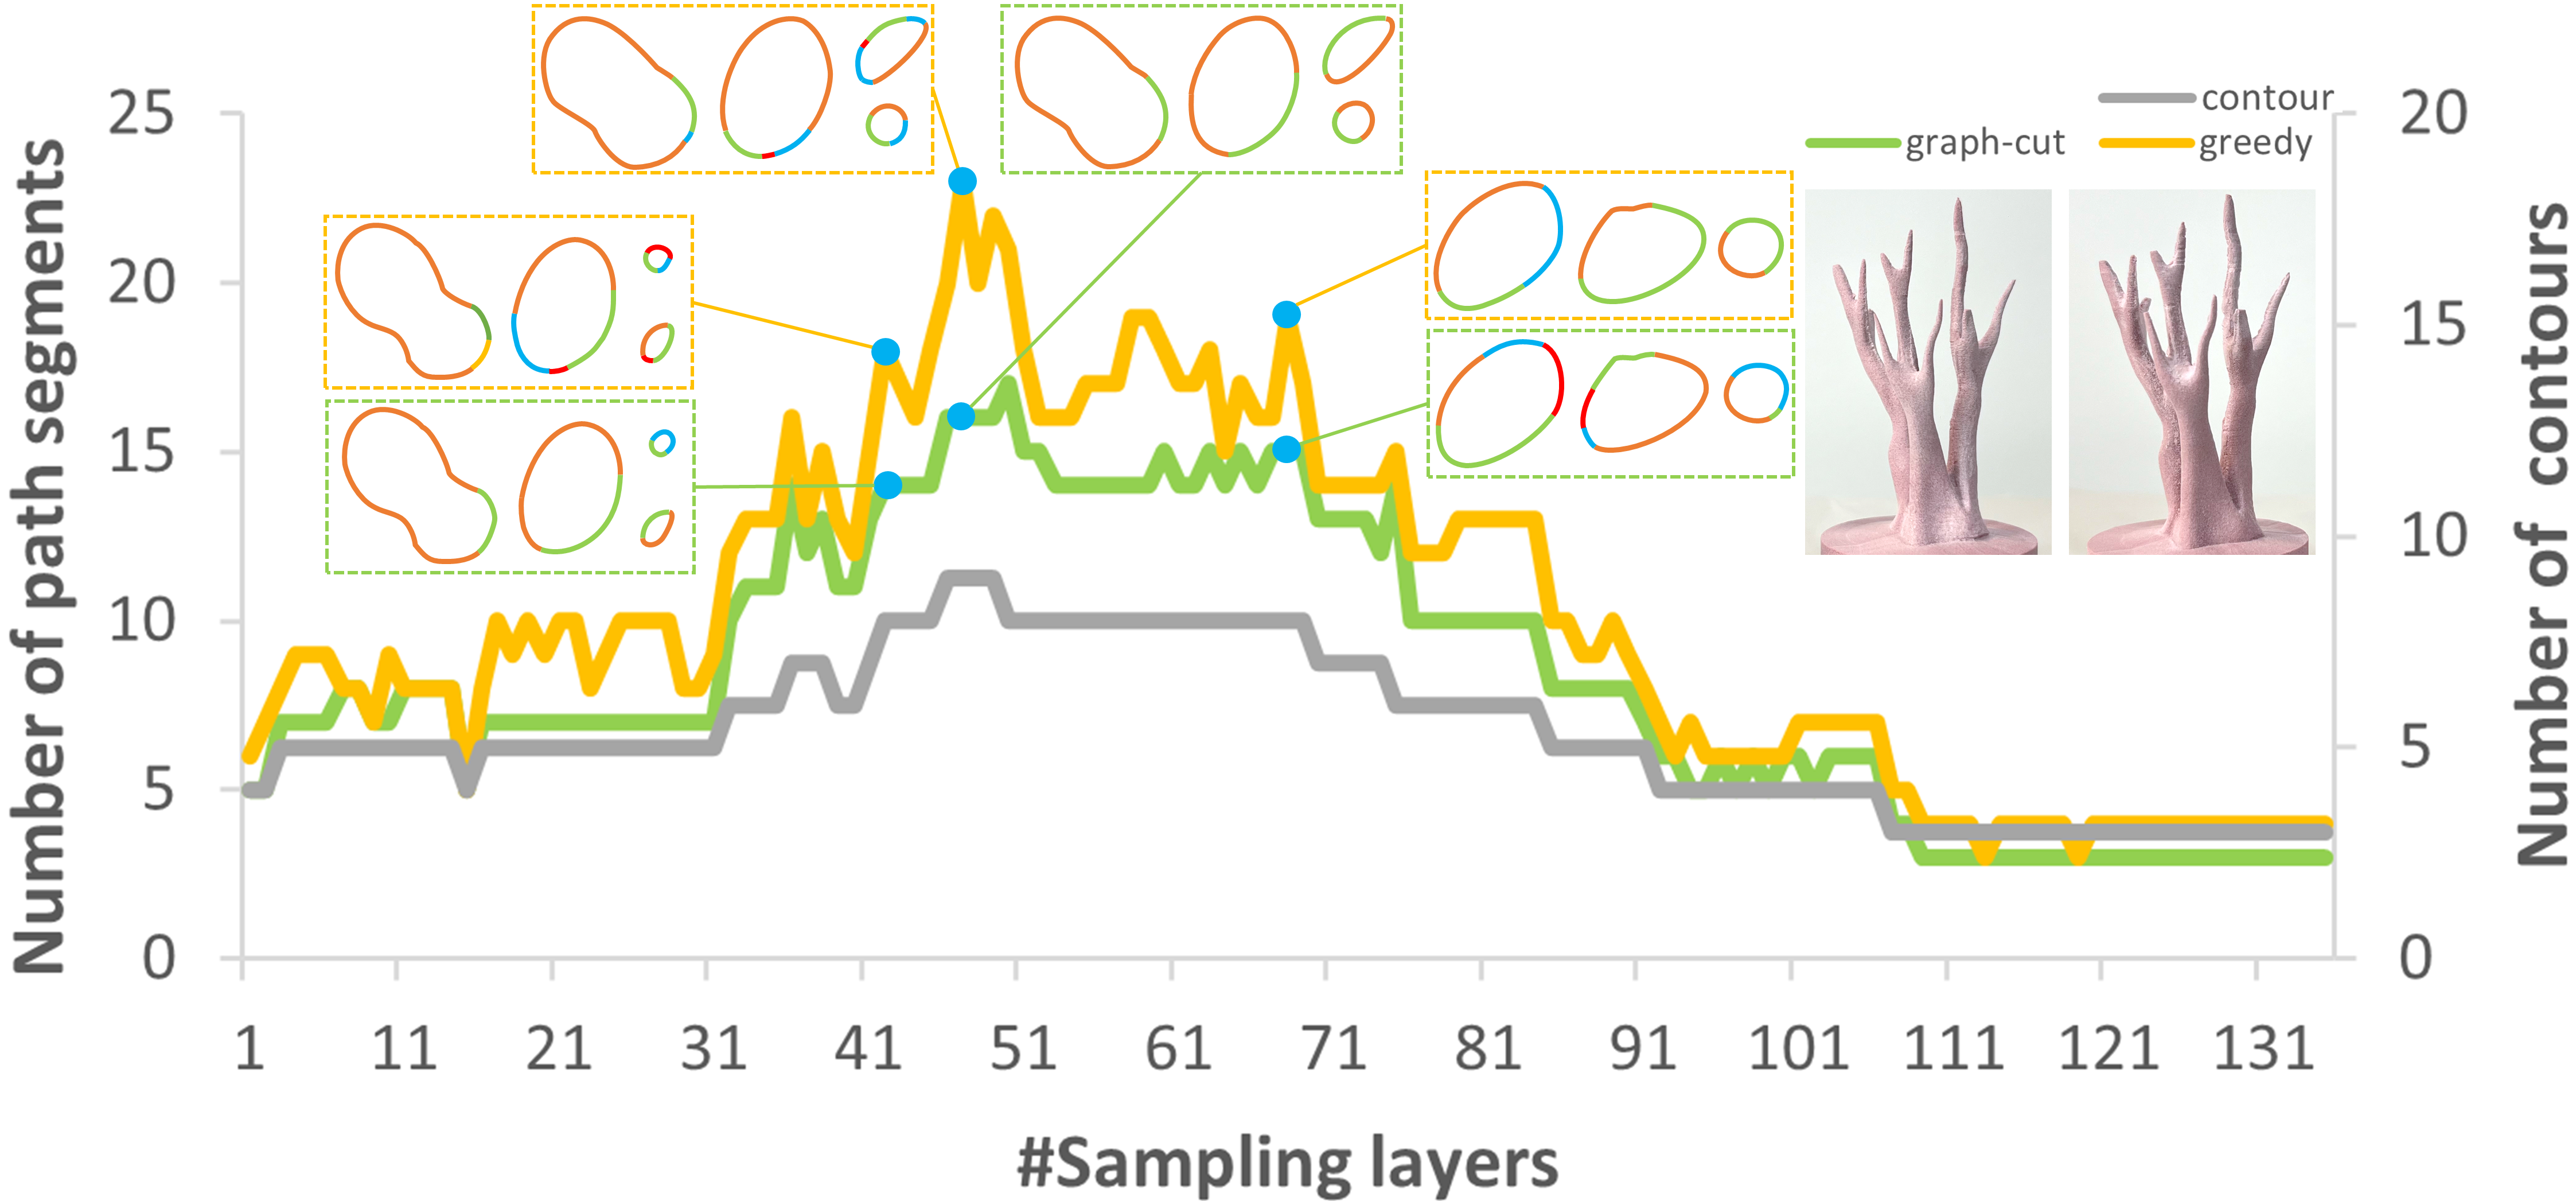 Number of path segments
25
20
15
10
5
0
contour
graph-cut
greedy
20
15
10
5
0
Number of contours
1 11 21 31 41 51 61 71 81 91 101 111 121 131
#Sampling layers